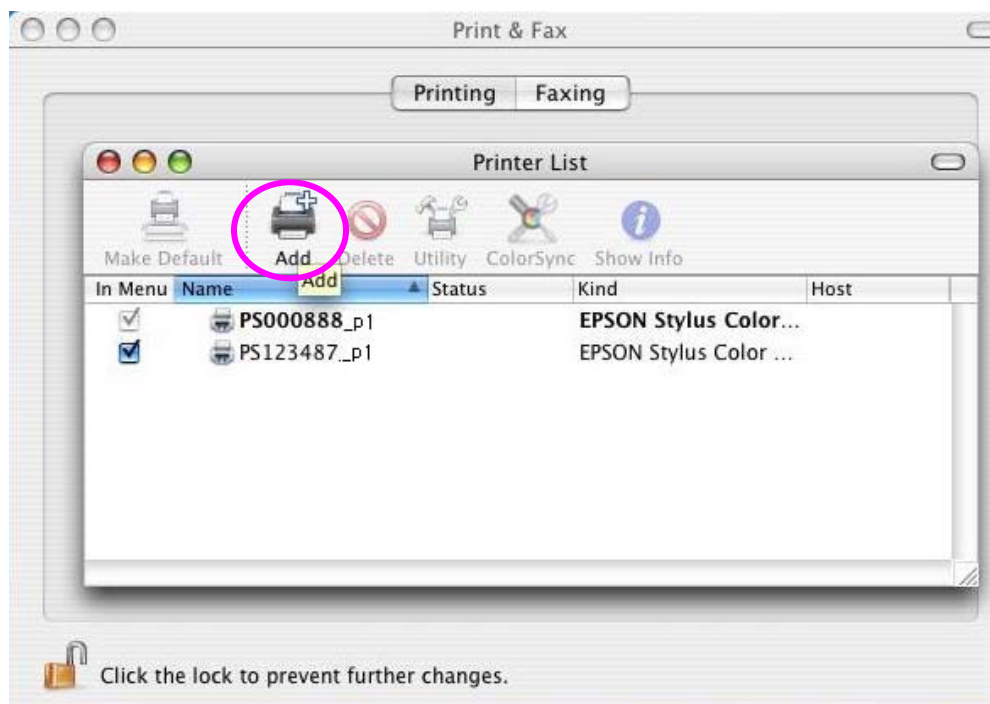 Print & Fax
Printing Faxing
Printer List
Make Default Add Delete Utility ColorSync Show Info
Add
In Menu Name Status Kind Host
PS000888_p1 EPSON Stylus Color...
PS123487_p1 EPSON Stylus Color ...
Click the lock to prevent further changes.